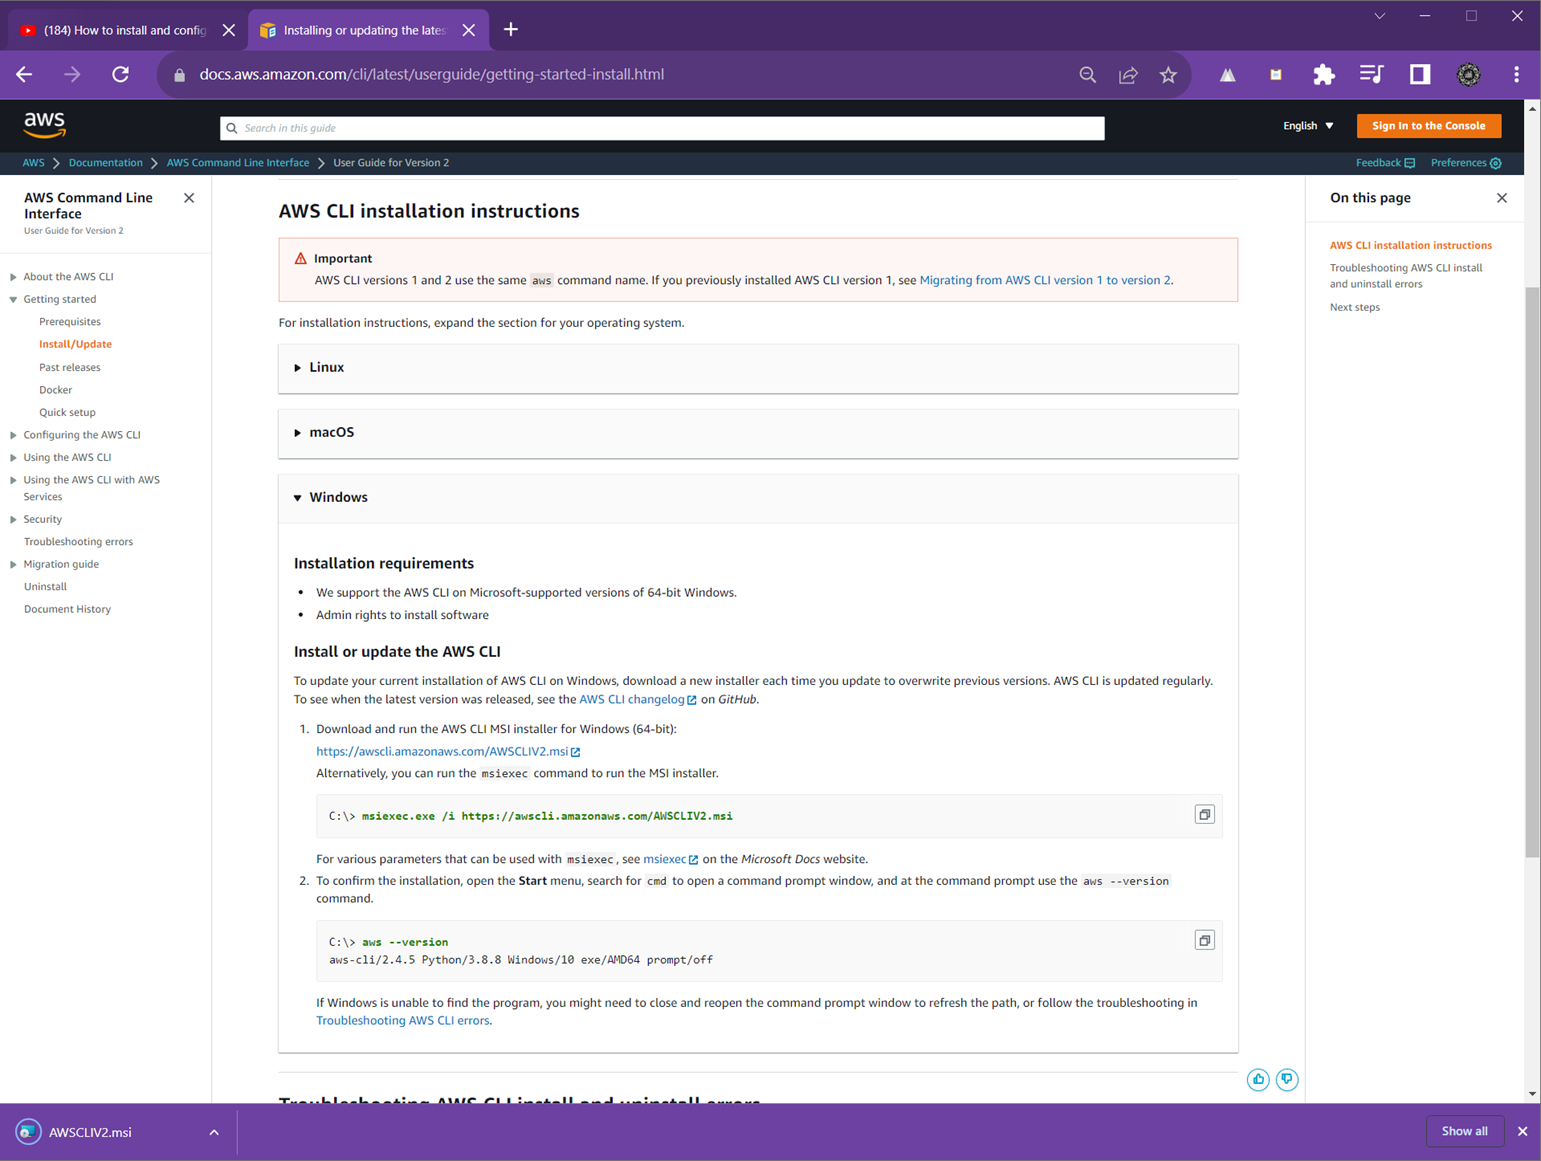 (184) How to install and config
Installing or updating the lates
docs.aws.amazon.com/cli/latest/userguide/getting-started-install.html
aws
Search in this guide
English
Sign In to the Console
AWS
Documentation
AWS Command Line Interface
User Guide for Version 2
Feedback
Preferences
AWS Command Line
Interface
User Guide for Version 2
About the AWS CLI
Getting started
Prerequisites
Install/Update
Past releases
Docker
Quick setup
Configuring the AWS CLI
Using the AWS CLI
Using the AWS CLI with AWS
Services
Security
Troubleshooting errors
Migration guide
Uninstall
Document History
AWS CLI installation instructions
Important
AWS CLI versions 1 and 2 use the same aws command name. If you previously installed AWS CLI version 1, see Migrating from AWS CLI version 1 to version 2.
For installation instructions, expand the section for your operating system.
Linux
macOS
Windows
Installation requirements
• We support the AWS CLI on Microsoft-supported versions of 64-bit Windows.
• Admin rights to install software
Install or update the AWS CLI
To update your current installation of AWS CLI on Windows, download a new installer each time you update to overwrite previous versions. AWS CLI is updated regularly.
To see when the latest version was released, see the AWS CLI changelog on GitHub.
1. Download and run the AWS CLI MSI installer for Windows (64-bit):
https://awscli.amazonaws.com/AWSCLIV2.msi
Alternatively, you can run the msiexec command to run the MSI installer.
C:\> msiexec.exe /i https://awscli.amazonaws.com/AWSCLIV2.msi
For various parameters that can be used with msiexec, see msiexec on the Microsoft Docs website.
2. To confirm the installation, open the Start menu, search for cmd to open a command prompt window, and at the command prompt use the aws --version
command.
C:\> aws --version
aws-cli/2.4.5 Python/3.8.8 Windows/10 exe/AMD64 prompt/off
If Windows is unable to find the program, you might need to close and reopen the command prompt window to refresh the path, or follow the troubleshooting in
Troubleshooting AWS CLI errors.
Troubleshooting AWS CLI install and uninstall errors
On this page
AWS CLI installation instructions
Troubleshooting AWS CLI install
and uninstall errors
Next steps
AWSCLIV2.msi
Show all